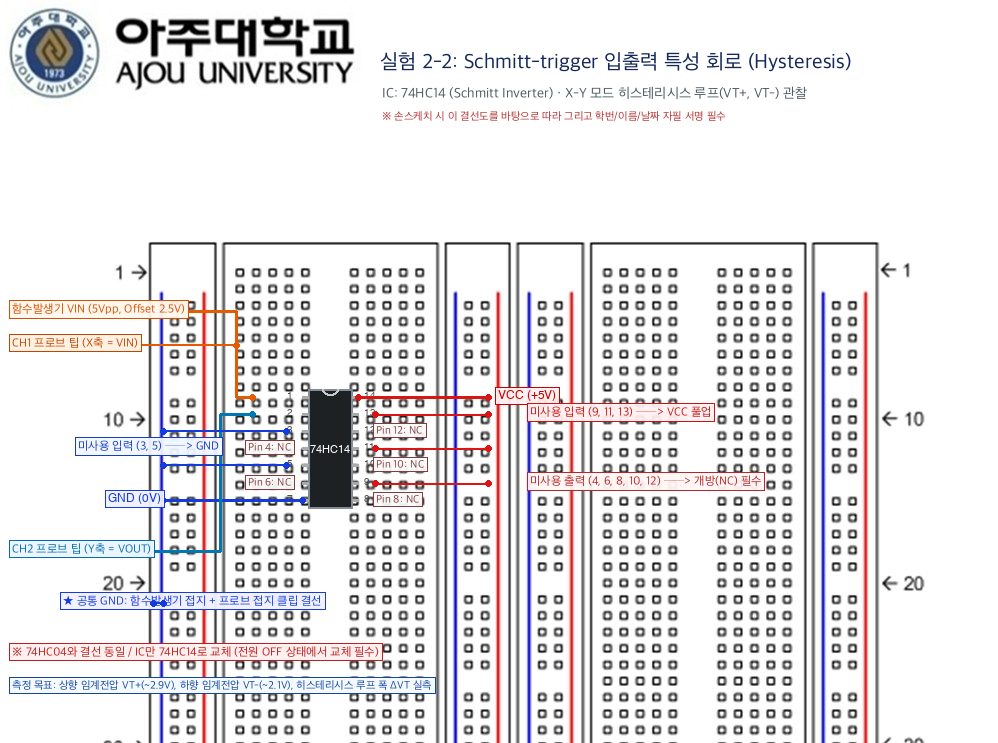 아주대학교
AJOU UNIVERSITY
아주대학교
AJOU UNIVERSITY
1973
실험 2-2: Schmitt-trigger 입출력 특성 회로 (Hysteresis)
IC: 74HC14 (Schmitt Inverter) · X-Y 모드 히스테리시스 루프(VT+, VT-) 관찰
※ 손스케치 시 이 결선도를 바탕으로 따라 그리고 학번/이름/날짜 자필 서명 필수
1
1
함수발생기 VIN (5Vpp, Offset 2.5V)
CH1 프로브 팁 (X축 = VIN)
VCC (+5V)
1
14
미사용 입력 (9, 11, 13) ──> VCC 풀업
2
13
10
10
3
12
Pin 12: NC
미사용 입력 (3, 5) ──> GND
Pin 4: NC
74HC14
11
5
10
Pin 10: NC
Pin 6: NC
9
미사용 출력 (4, 6, 8, 10, 12) ──> 개방(NC) 필수
GND (0V)
7
8
Pin 8: NC
CH2 프로브 팁 (Y축 = VOUT)
20
20
★ 공통 GND: 함수발생기 접지 + 프로브 접지 클립 결선
※ 74HC04와 결선 동일 / IC만 74HC14로 교체 (전원 OFF 상태에서 교체 필수)
측정 목표: 상향 임계전압 VT+(~2.9V), 하향 임계전압 VT-(~2.1V), 히스테리시스 루프 폭 ΔVT 실측